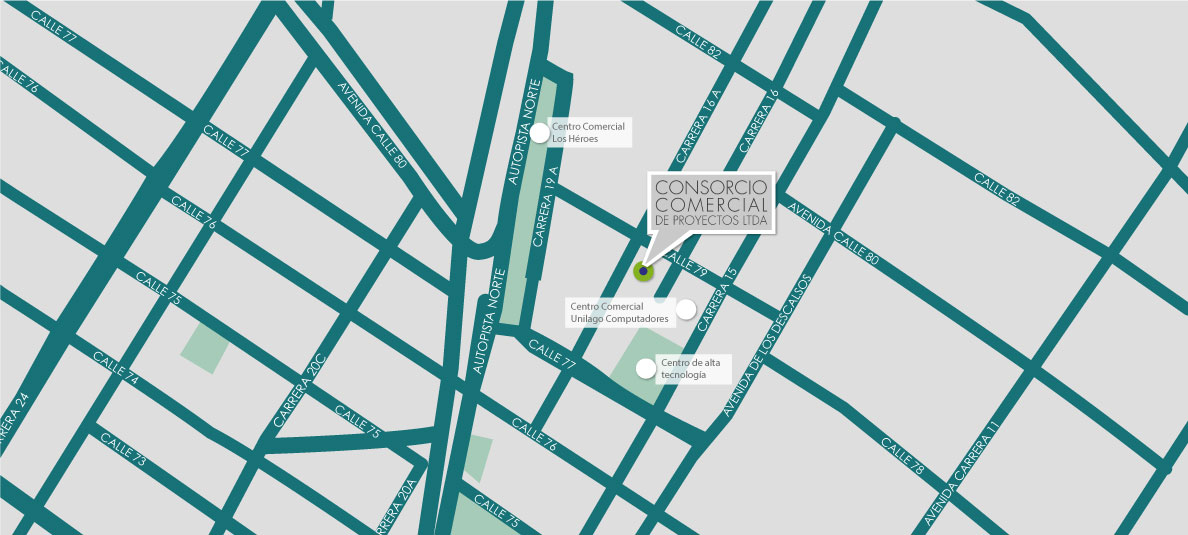 CALLE 77
CALLE 82
CALLE 76
AVENIDA CALLE 80
AUTOPISTA NORTE
CARRERA 16 A
CARRERA 16
Centro Comercial
Los Héroes
CALLE 77
CARRERA 19 A
CALLE 82
CONSORCIO
COMERCIAL
DE PROYECTOS LTDA
CALLE 76
AVENIDA CALLE 80
CALLE 79
CALLE 75
CARRERA 15
AUTOPISTA NORTE
Centro Comercial
Unilago Computadores
AVENIDA DE LOS DESCALSOS
CALLE 77
CALLE 74
Centro de alta
tecnología
CARRERA 20C
CARRERA 24
CALLE 75
CALLE 76
CALLE 73
CALLE 78
AVENIDA CARRERA 11
CARRERA 20A
CALLE 75